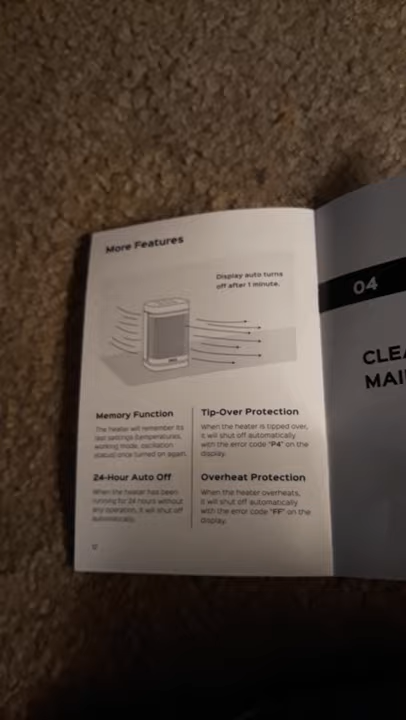 More Features
Display auto turns
off after 1 minute.
Memory Function
The heater will remember its
last settings (temperatures,
working mode, oscillation
status) once turned on again.
Tip-Over Protection
When the heater is tipped over,
it will shut off automatically
with the error code "P4" on the
display.
24-Hour Auto Off
When the heater has been
running for 24 hours without
any operation, it will shut off
automatically.
Overheat Protection
When the heater overheats,
it will shut off automatically
with the error code "FF" on the
display.
04
CLEA
MAI